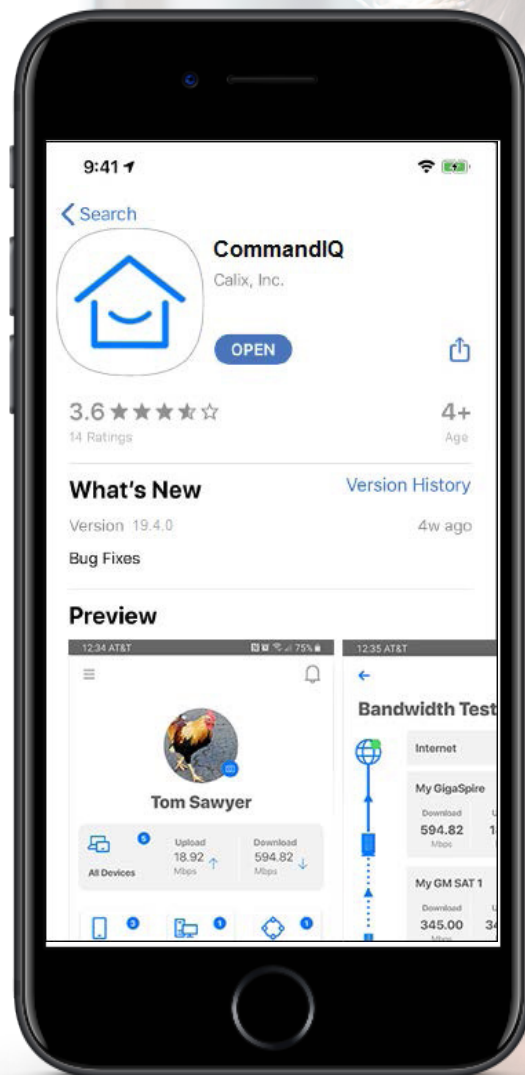 9:41
Search
CommandIQ
Calix, Inc.
OPEN
3.6
4+
14 Ratings
Age
What's New
Version History
Version 19.4.0
4w ago
Bug Fixes
Preview
12:34 AT&T
75%
Tom Sawyer
5
All Devices
Upload
18.92
Mbps
Download
594.82
Mbps
3
1
1
12:35 AT&T
Bandwidth Test
Internet
My GigaSpire
Download
594.82
Mbps
My GM SAT 1
Download
345.00
Mbps